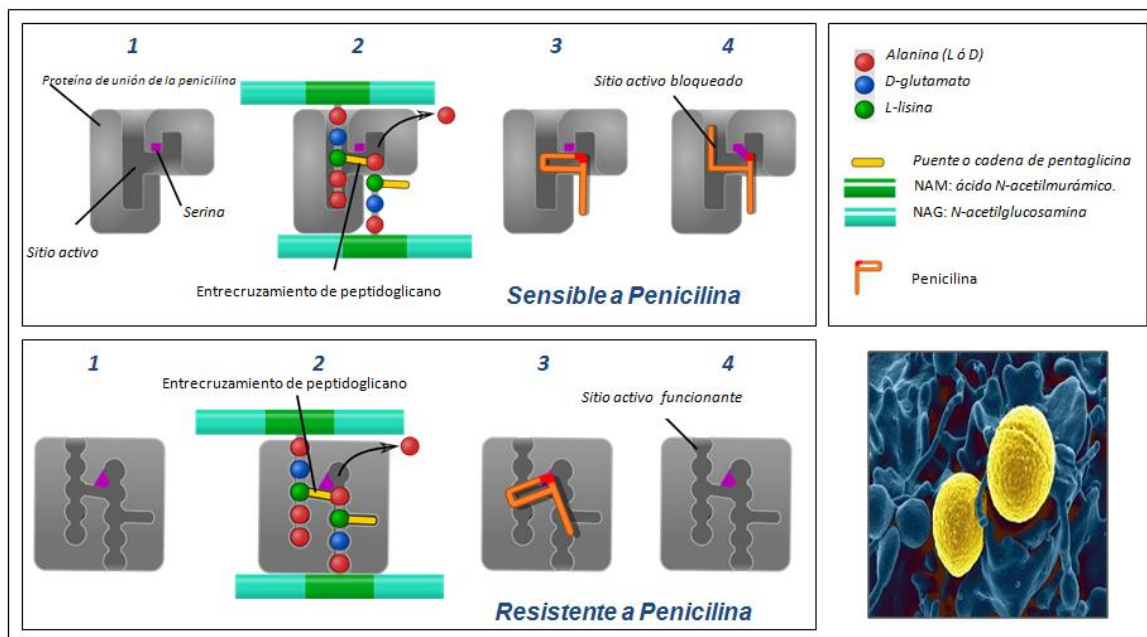 1 2 3 4
Proteína de unión de la penicilina
Sitio activo bloqueado
Serina
Sitio activo
Entrecruzamiento de peptidoglicano
Sensible a Penicilina
Alanina (L ó D)
D-glutamato
L-lisina
Puente o cadena de pentaglicina
NAM: ácido N-acetilmurámico.
NAG: N-acetilglucosamina
Penicilina
1 2 3 4
Entrecruzamiento de peptidoglicano
Sitio activo funcionante
Resistente a Penicilina